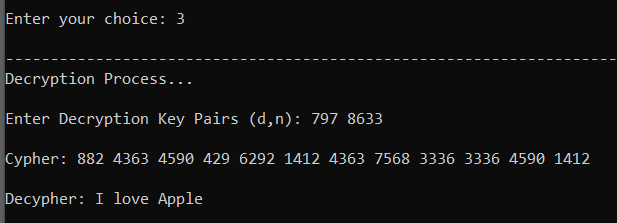 Enter your choice: 3
--------------------------------------------------------------------
Decryption Process...
Enter Decryption Key Pairs (d,n): 797 8633
Cypher: 882 4363 4590 429 6292 1412 4363 7568 3336 3336 4590 1412
Decypher: I love Apple